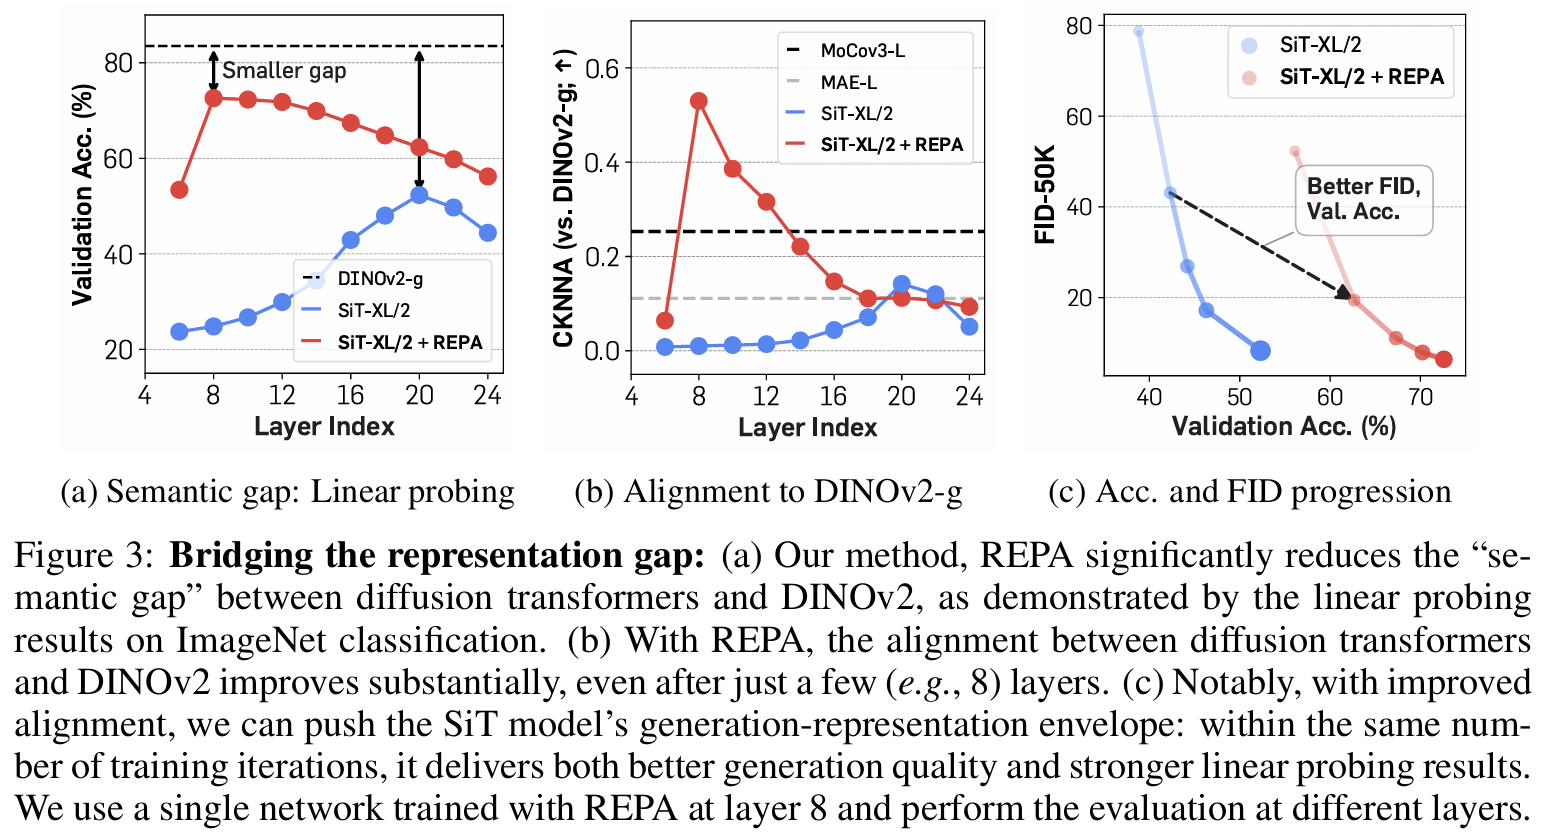 80
60
40
20
4
8
12
16
20
24
Validation Acc. (%)
Layer Index
Smaller gap
DINOv2-g
SiT-XL/2
SiT-XL/2 + REPA
0.6
0.4
0.2
0.0
4
8
12
16
20
24
CKNNA (vs. DINOv2-g; ↑)
Layer Index
MoCov3-L
MAE-L
SiT-XL/2
SiT-XL/2 + REPA
80
60
40
20
40
50
60
70
FID-50K
Validation Acc. (%)
SiT-XL/2
SiT-XL/2 + REPA
Better FID,
Val. Acc.
(a) Semantic gap: Linear probing
(b) Alignment to DINOv2-g
(c) Acc. and FID progression
Figure 3: Bridging the representation gap: (a) Our method, REPA significantly reduces the “se-
mantic gap” between diffusion transformers and DINOv2, as demonstrated by the linear probing
results on ImageNet classification. (b) With REPA, the alignment between diffusion transformers
and DINOv2 improves substantially, even after just a few (e.g., 8) layers. (c) Notably, with improved
alignment, we can push the SiT model’s generation-representation envelope: within the same num-
ber of training iterations, it delivers both better generation quality and stronger linear probing results.
We use a single network trained with REPA at layer 8 and perform the evaluation at different layers.